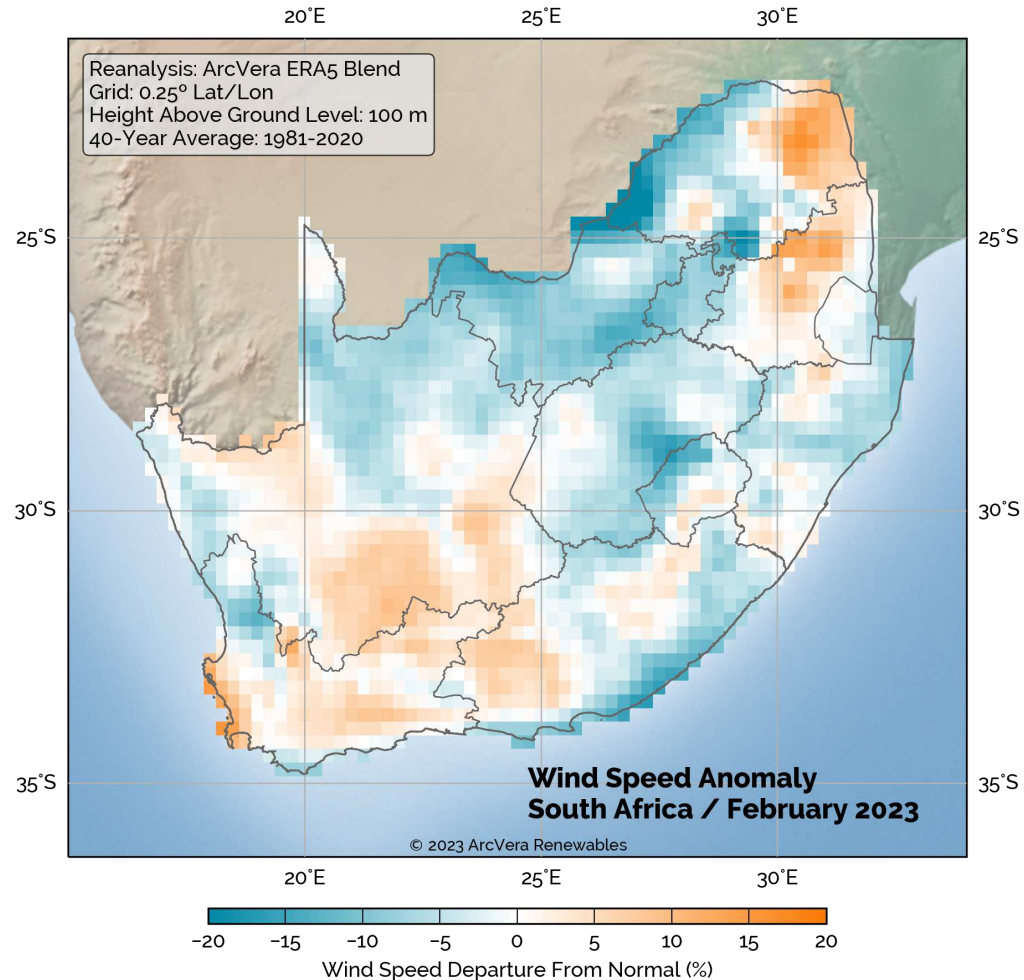 20°E 25°E 30°E
Reanalysis: ArcVera ERA5 Blend
Grid: 0.25º Lat/Lon
Height Above Ground Level: 100 m
40-Year Average: 1981-2020
25°S 25°S
30°S 30°S
35°S 35°S
Wind Speed Anomaly
South Africa / February 2023
© 2023 ArcVera Renewables
20°E 25°E 30°E
−20 −15 −10 −5 0 5 10 15 20
Wind Speed Departure From Normal (%)